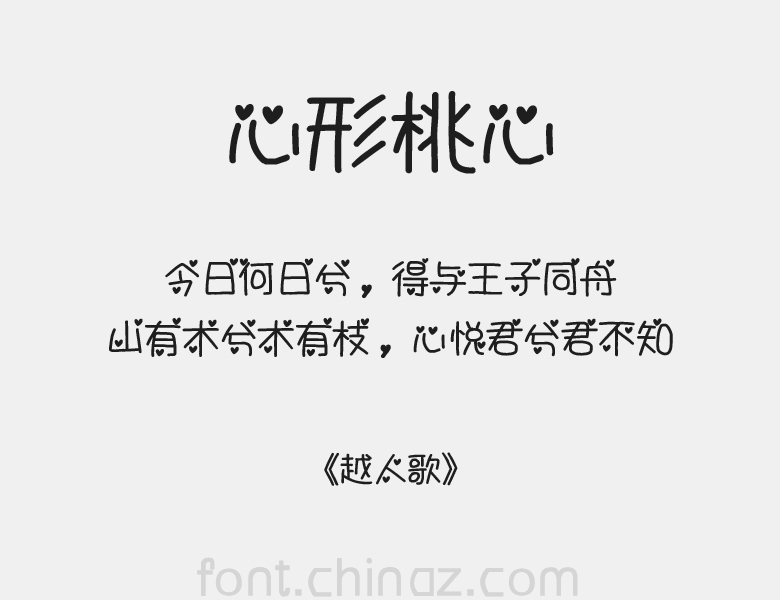 心形桃心
今日何日兮，得与王子同舟
山有木兮木有枝，心悦君兮君不知
《越人歌》
font.chinaz.com